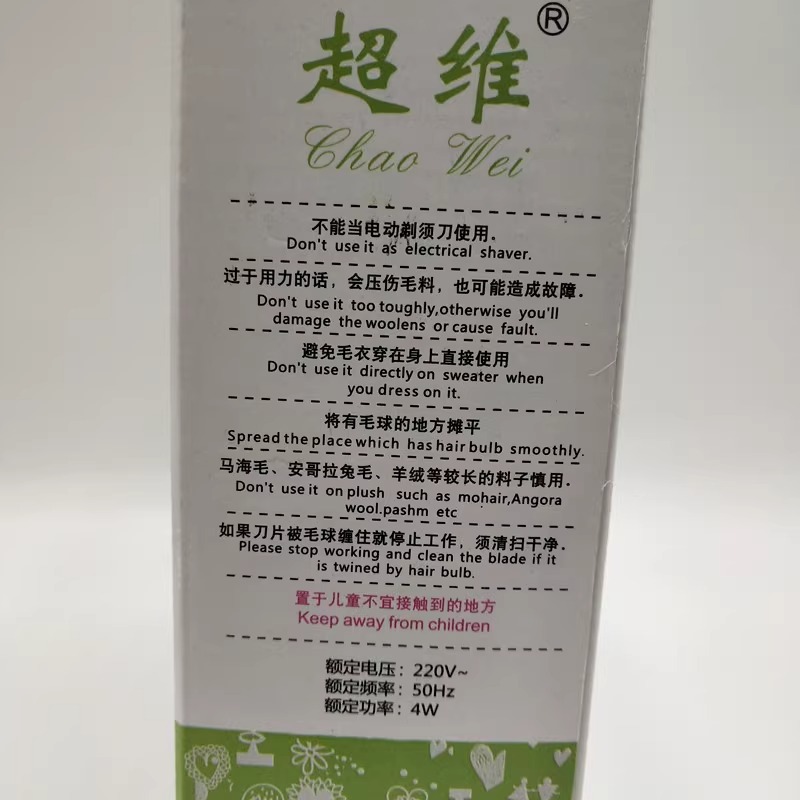 超维®
Chao Wei
不能当电动剃须刀使用.
Don't use it as electrical shaver.
过于用力的话，会压伤毛料，也可能造成故障.
Don't use it too toughly,otherwise you'll
damage the woolens or cause fault.
避免毛衣穿在身上直接使用
Don't use it directly on sweater when
you dress on it.
将有毛球的地方摊平
Spread the place which has hair bulb smoothly.
马海毛、安哥拉兔毛、羊绒等较长的料子慎用.
Don't use it on plush such as mohair,Angora
wool.pashm etc
如果刀片被毛球缠住就停止工作，须清扫干净.
Please stop working and clean the blade if it
is twined by hair bulb.
置于儿童不宜接触到的地方
Keep away from children
额定电压：220V~
额定频率：50Hz
额定功率：4W